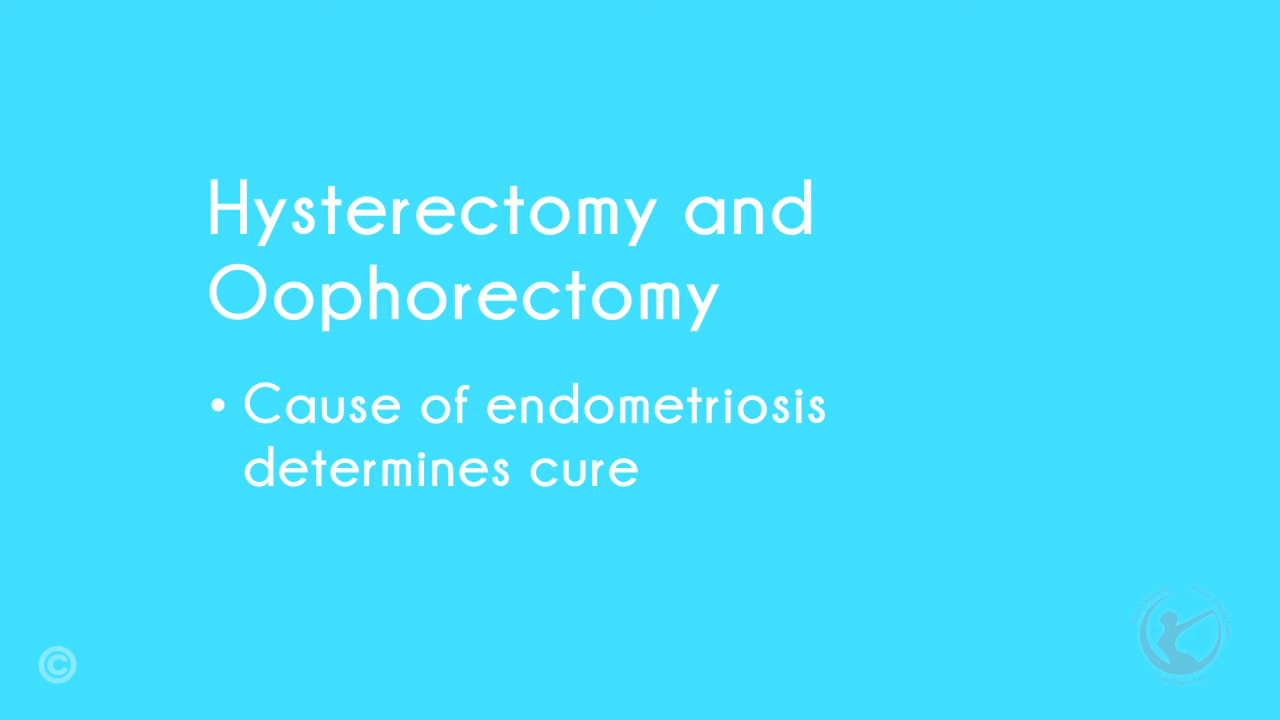 Hysterectomy and
Oophorectomy
• Cause of endometriosis
determines cure
©